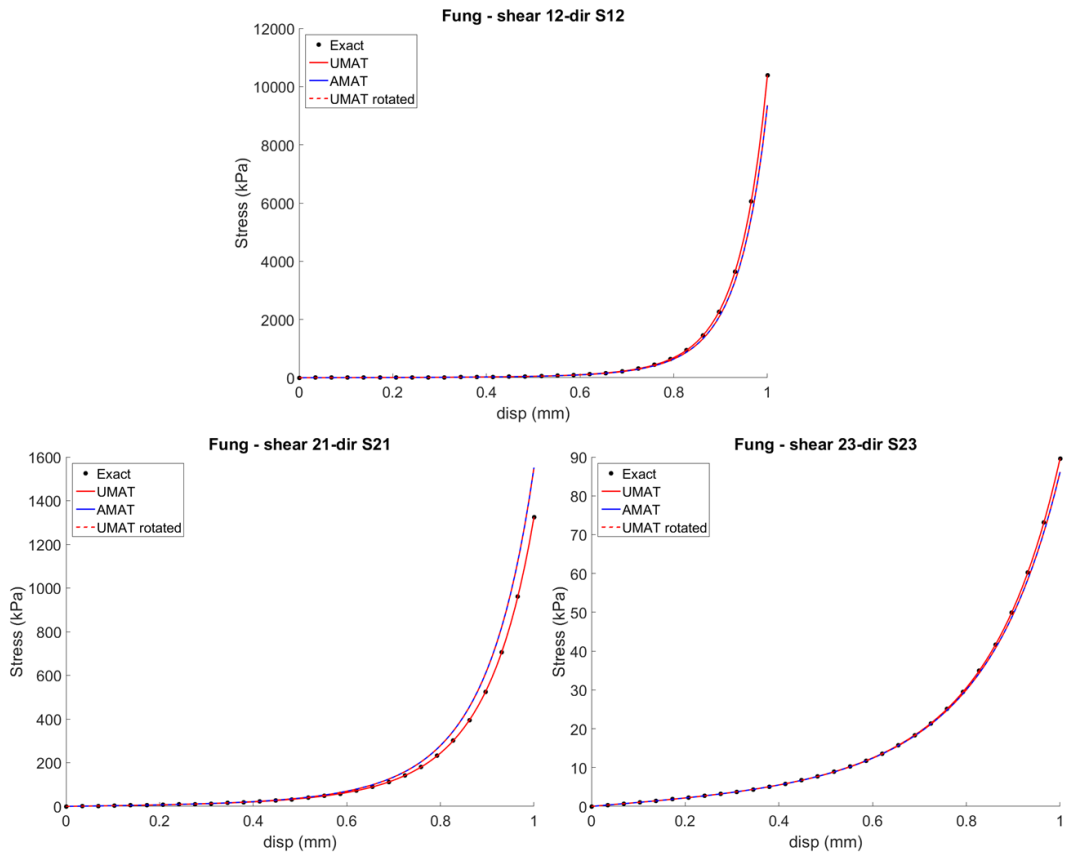 Fung - shear 12-dir S12
12000
10000
8000
6000
4000
2000
0
Stress (kPa)
Exact
UMAT
AMAT
UMAT rotated
0 0.2 0.4 0.6 0.8 1
disp (mm)
Fung - shear 21-dir S21
1600
1400
1200
1000
800
600
400
200
0
Stress (kPa)
Exact
UMAT
AMAT
UMAT rotated
0 0.2 0.4 0.6 0.8 1
disp (mm)
Fung - shear 23-dir S23
90
80
70
60
50
40
30
20
10
0
Stress (kPa)
Exact
UMAT
AMAT
UMAT rotated
0 0.2 0.4 0.6 0.8 1
disp (mm)